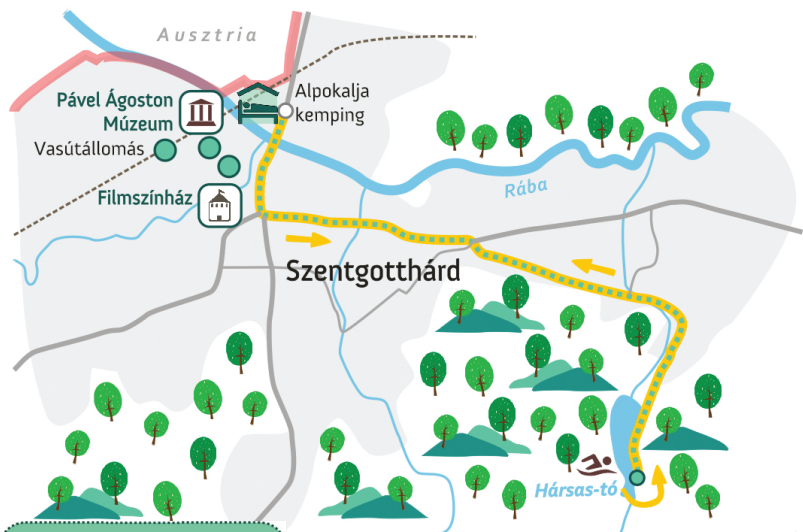 Ausztria
Alpokalja
kemping
Pável Ágoston
Múzeum
Vasútállomás
Filmszínház
Rába
Szentgotthárd
Hársas-tó